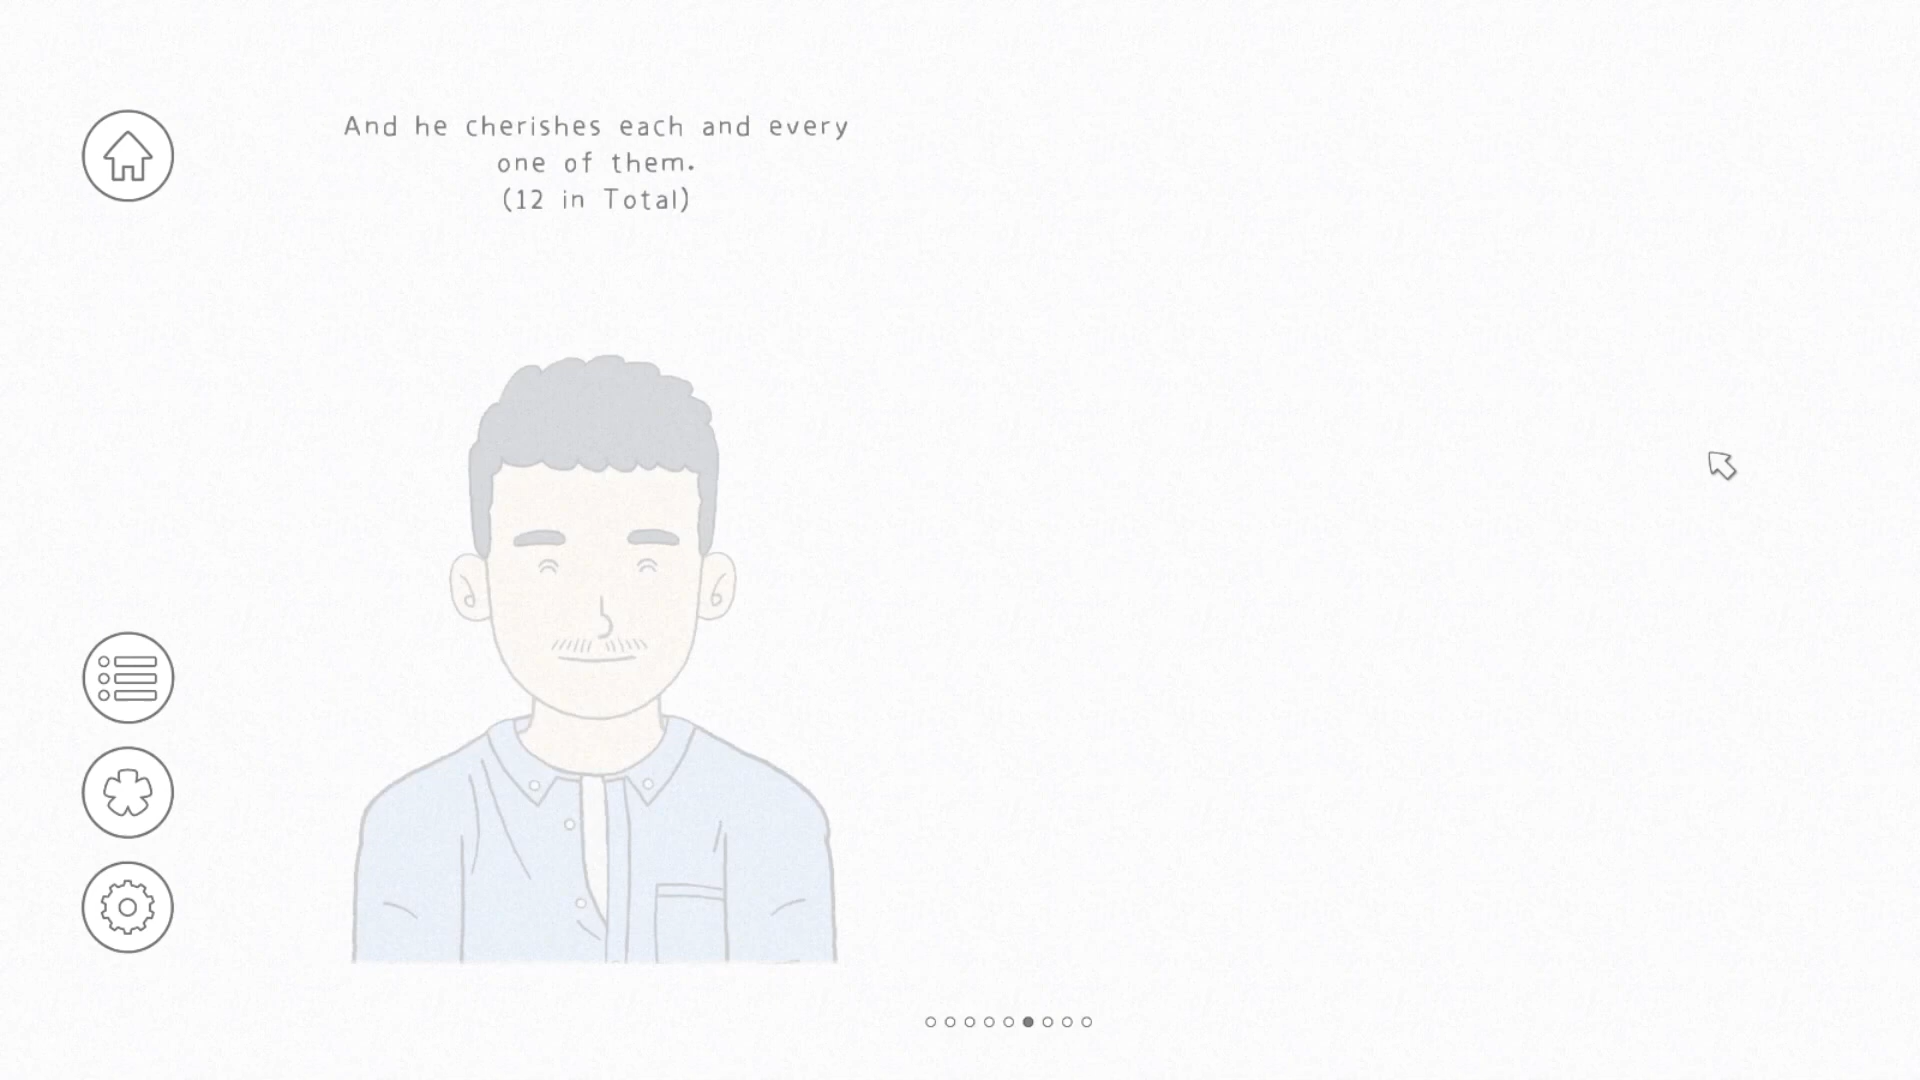 And he cherishes each and every
one of them.
(12 in Total)